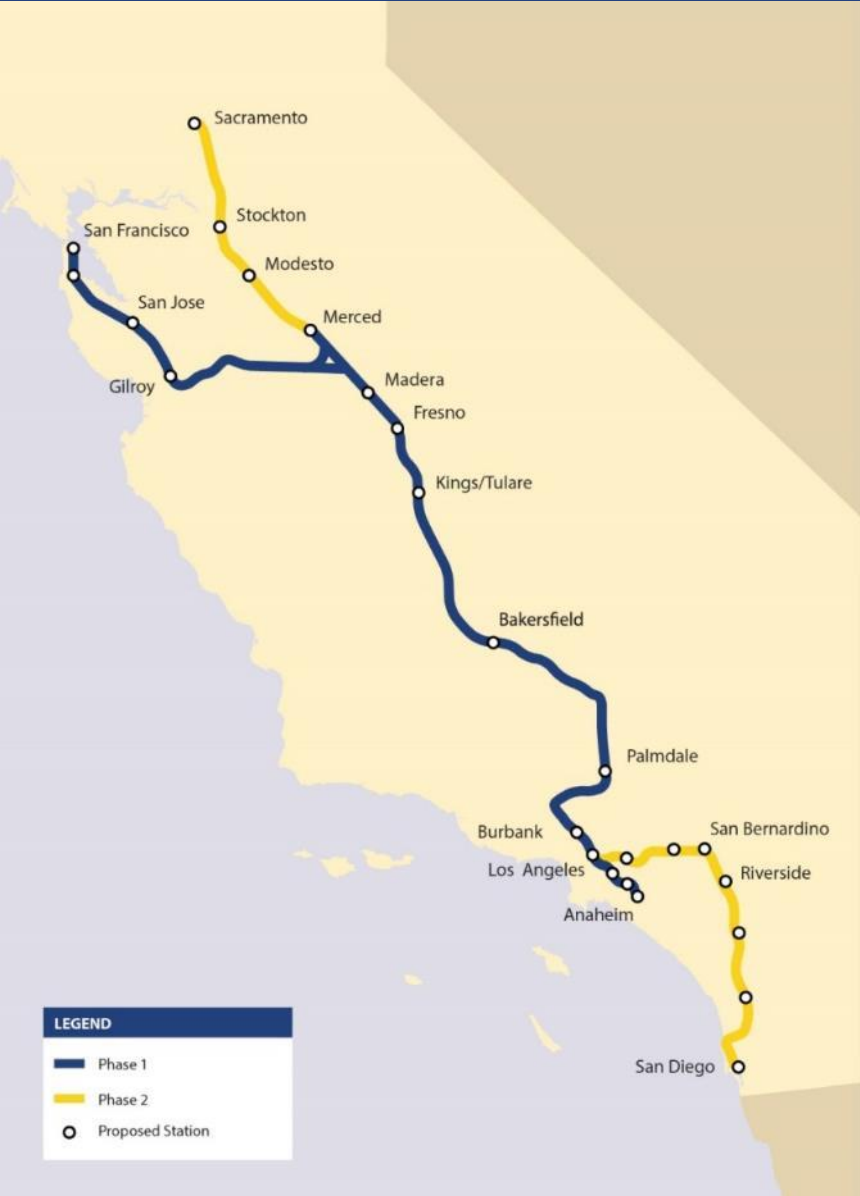 Sacramento
Stockton
San Francisco
Modesto
San Jose
Merced
Gilroy
Madera
Fresno
Kings/Tulare
Bakersfield
Palmdale
Burbank
San Bernardino
Los Angeles
Riverside
Anaheim
San Diego
LEGEND
Phase 1
Phase 2
Proposed Station